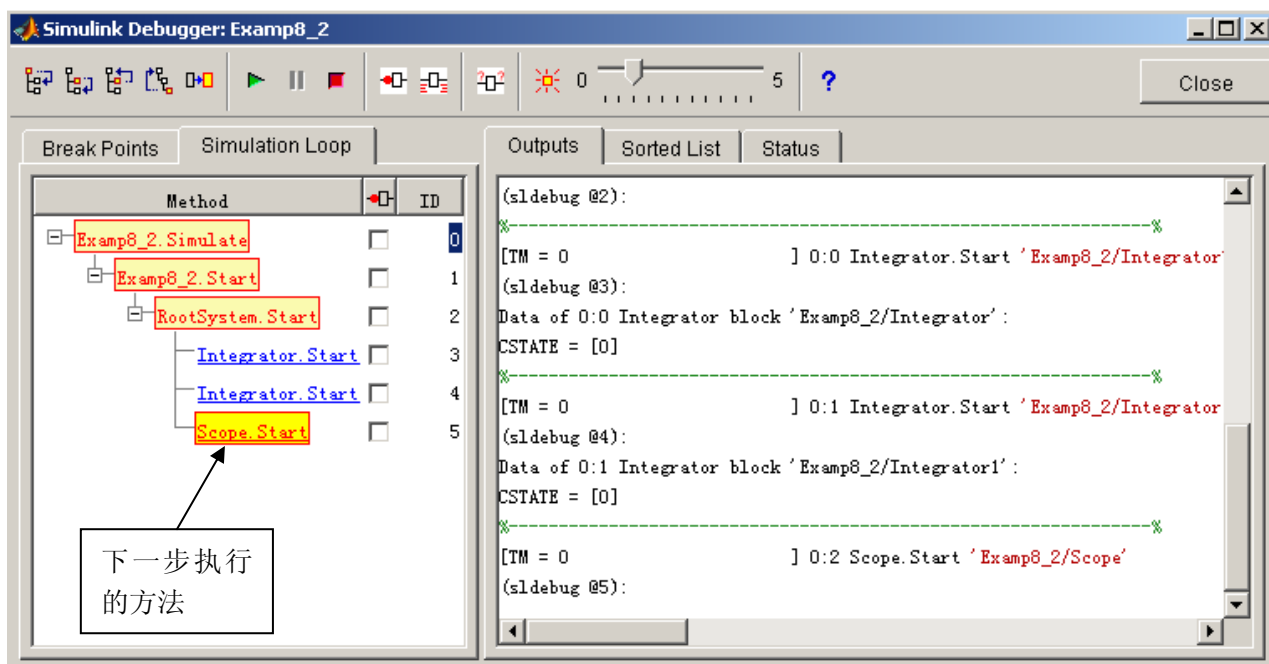 Simulink Debugger: Examp8_2
0 5 ? Close
Break Points Simulation Loop
Method ID
Examp8_2.Simulate 0
Examp8_2.Start 1
RootSystem.Start 2
Integrator.Start 3
Integrator.Start 4
Scope.Start 5
下一步执行
的方法
Outputs Sorted List Status
(sldebug @2):
%----------------------------------------------------------------%
[TM = 0 ] 0:0 Integrator.Start 'Examp8_2/Integrator'
(sldebug @3):
Data of 0:0 Integrator block 'Examp8_2/Integrator':
CSTATE = [0]
%----------------------------------------------------------------%
[TM = 0 ] 0:1 Integrator.Start 'Examp8_2/Integrator
(sldebug @4):
Data of 0:1 Integrator block 'Examp8_2/Integrator1':
CSTATE = [0]
%----------------------------------------------------------------%
[TM = 0 ] 0:2 Scope.Start 'Examp8_2/Scope'
(sldebug @5):